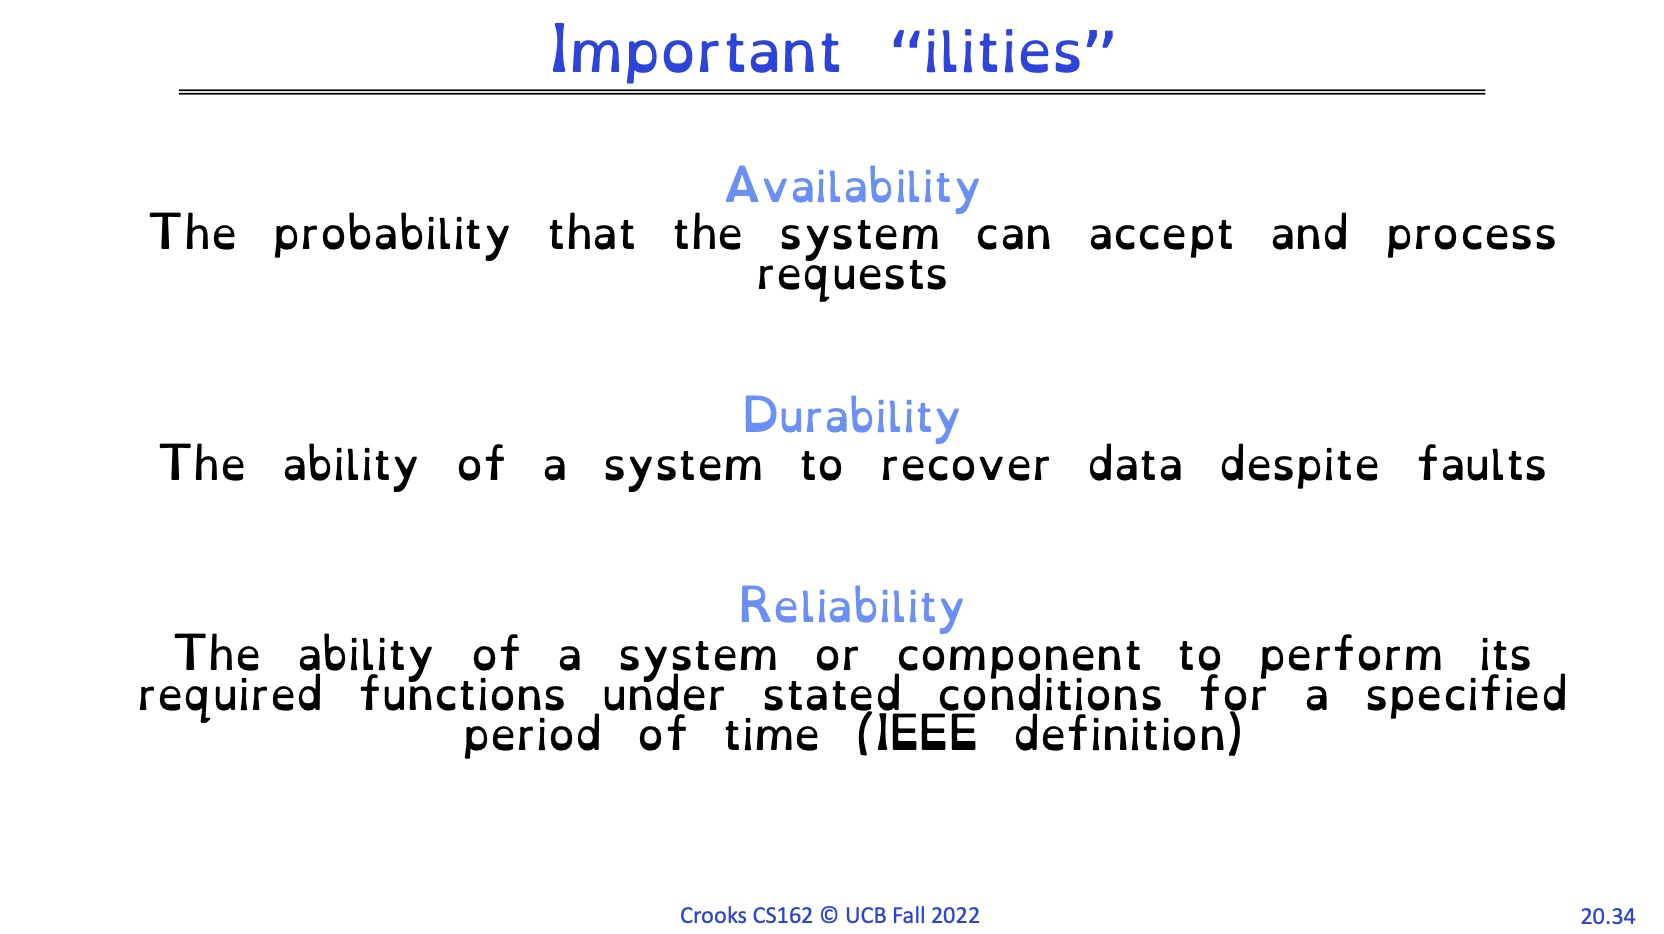 Important “ilities”
Availability
The probability that the system can accept and process
requests
Durability
The ability of a system to recover data despite faults
Reliability
The ability of a system or component to perform its
required functions under stated conditions for a specified
period of time (IEEE definition)
Crooks CS162 © UCB Fall 2022
20.34